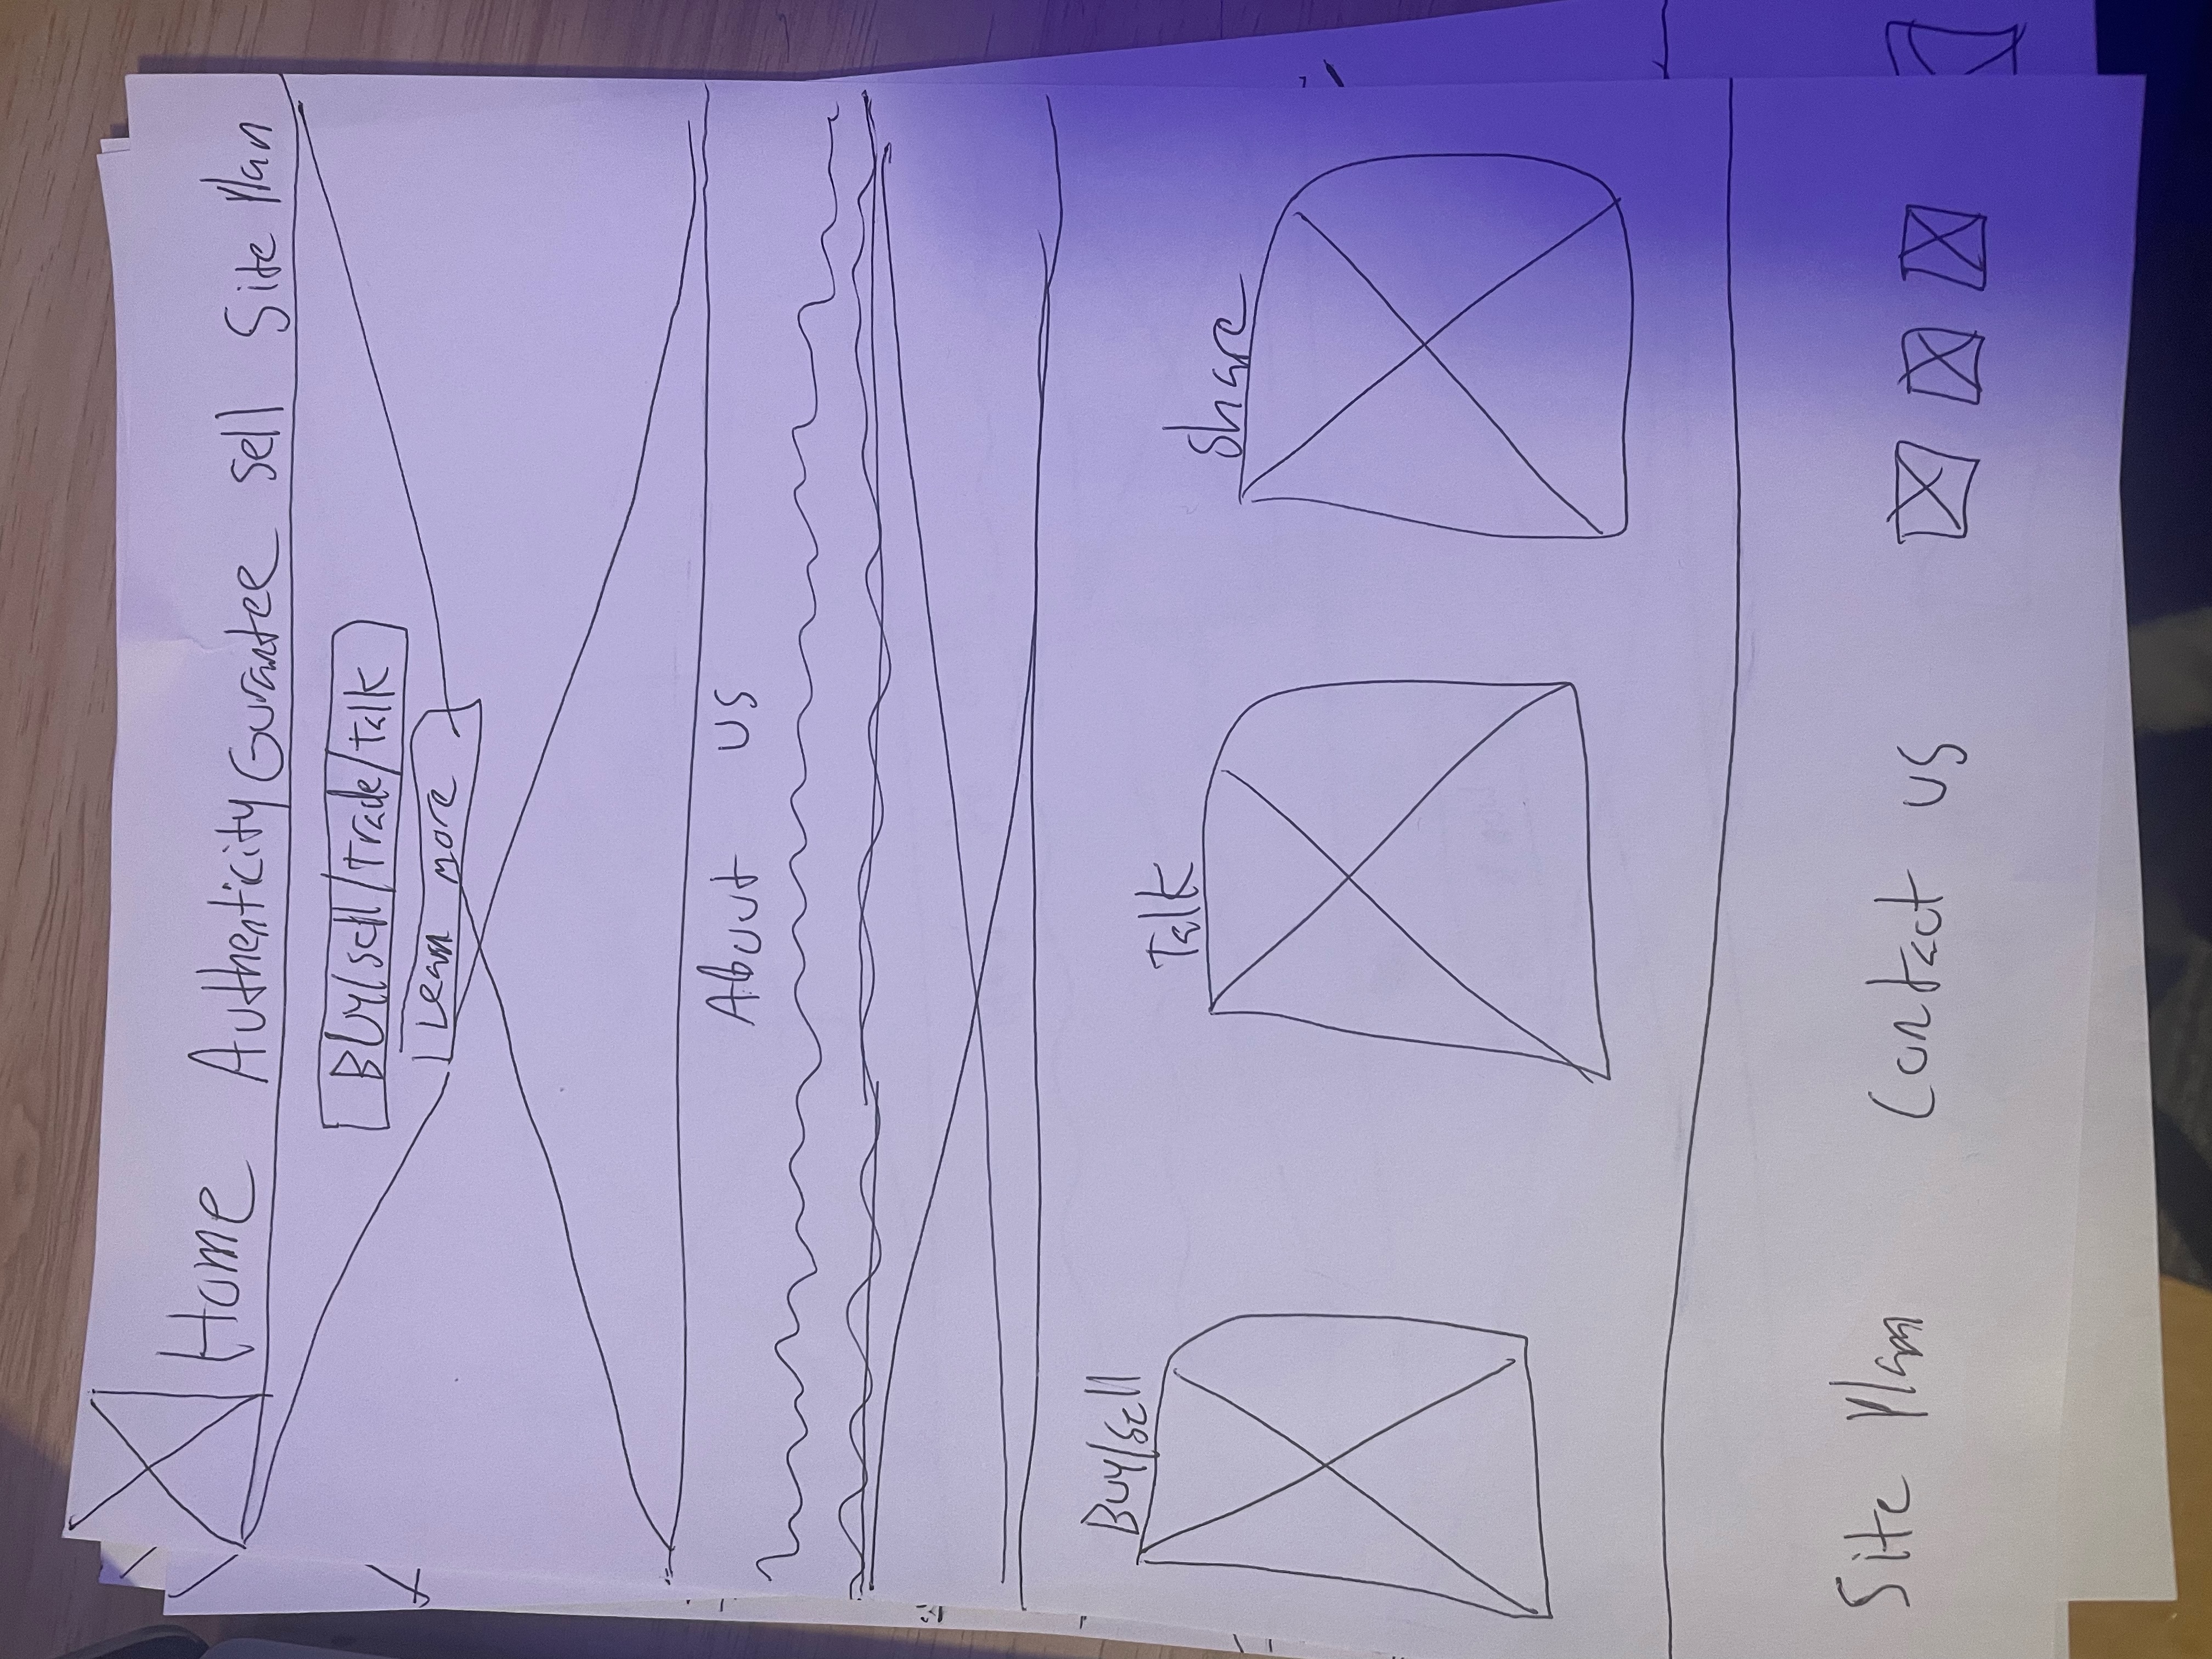 Home Authenticity Gurantee sell Site Plan
Buy/sell/Trade/talk
Learn more
About us
Buy/sell Talk Share
Site Plan Contact us